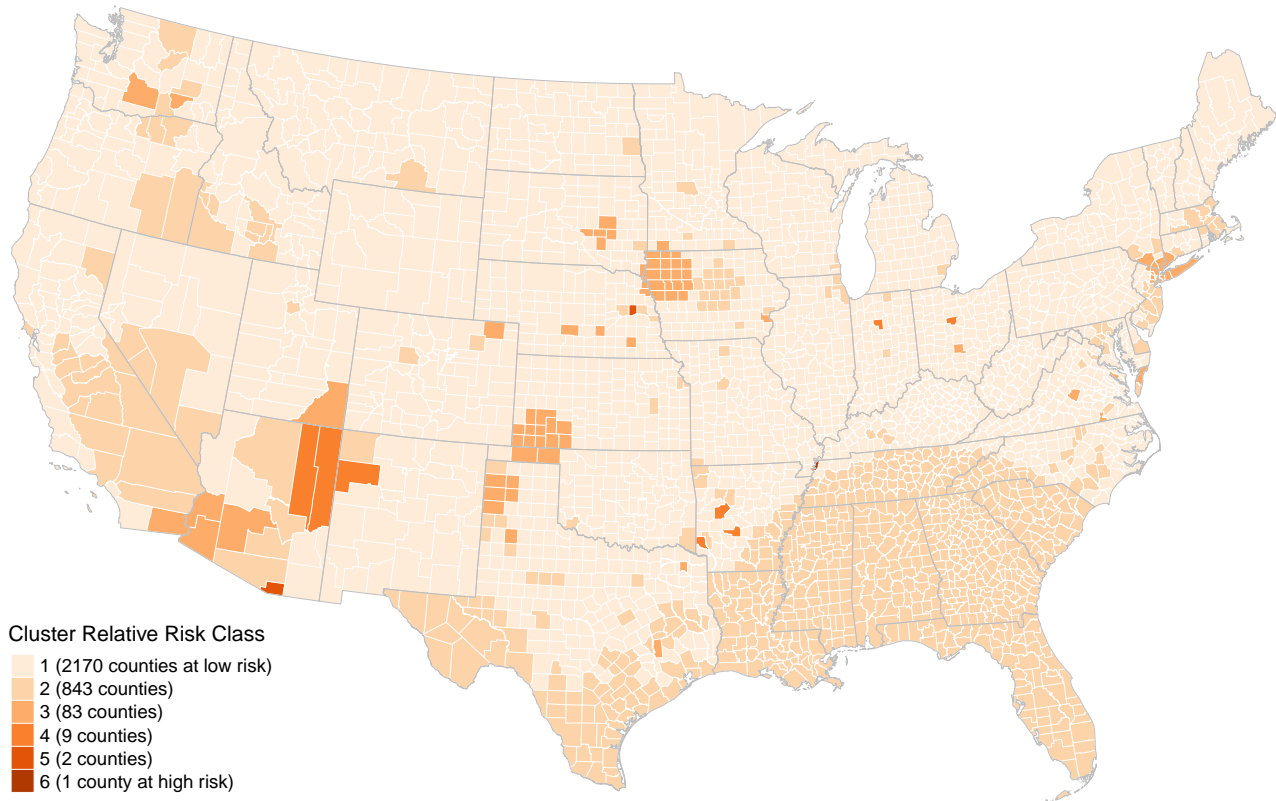 Cluster Relative Risk Class
1 (2170 counties at low risk)
2 (843 counties)
3 (83 counties)
4 (9 counties)
5 (2 counties)
6 (1 county at high risk)